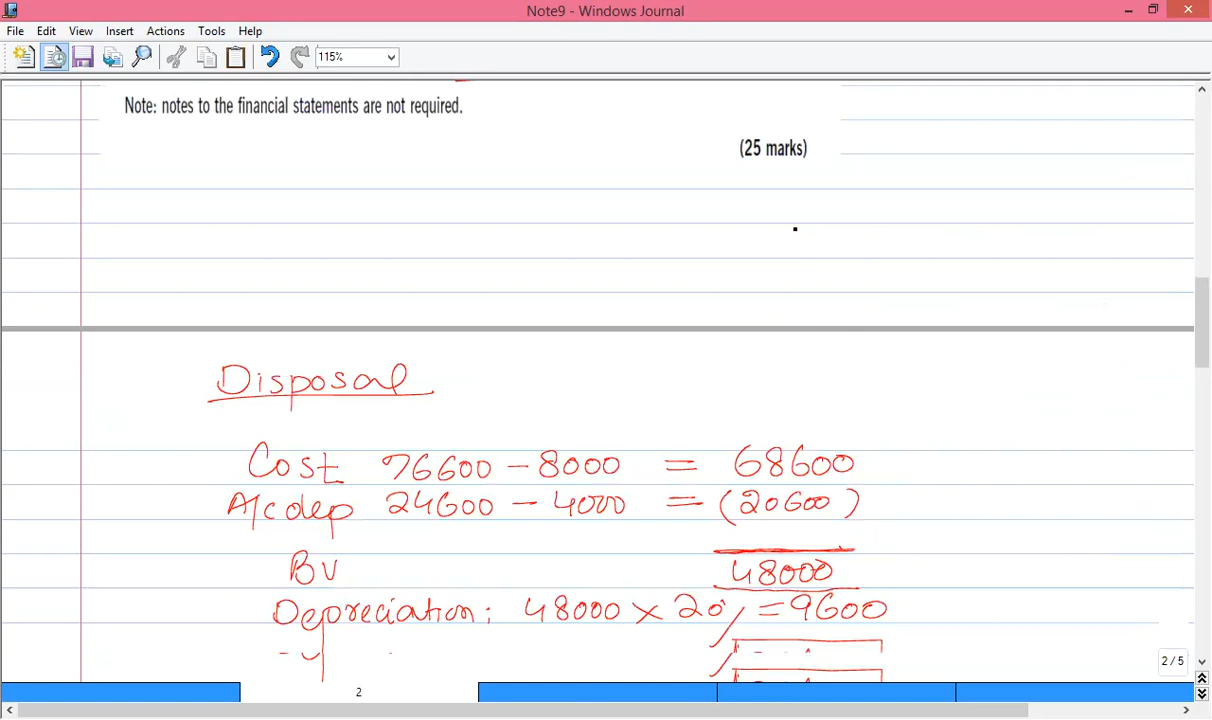 Note9 - Windows Journal
File Edit View Insert Actions Tools Help
115%
Note: notes to the financial statements are not required.
(25 marks)
Disposal
Cost 76600 - 8000 = 68600
A/c dep 24600 - 4000 = (20600)
BV 48000
Depreciation: 48000 x 20% = 9600
2 / 5
2